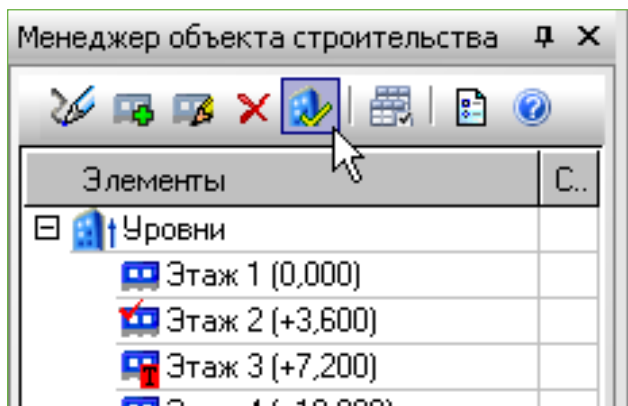 Менеджер объекта строительства
Элементы С..
Уровни
Этаж 1 (0,000)
Этаж 2 (+3,600)
Этаж 3 (+7,200)